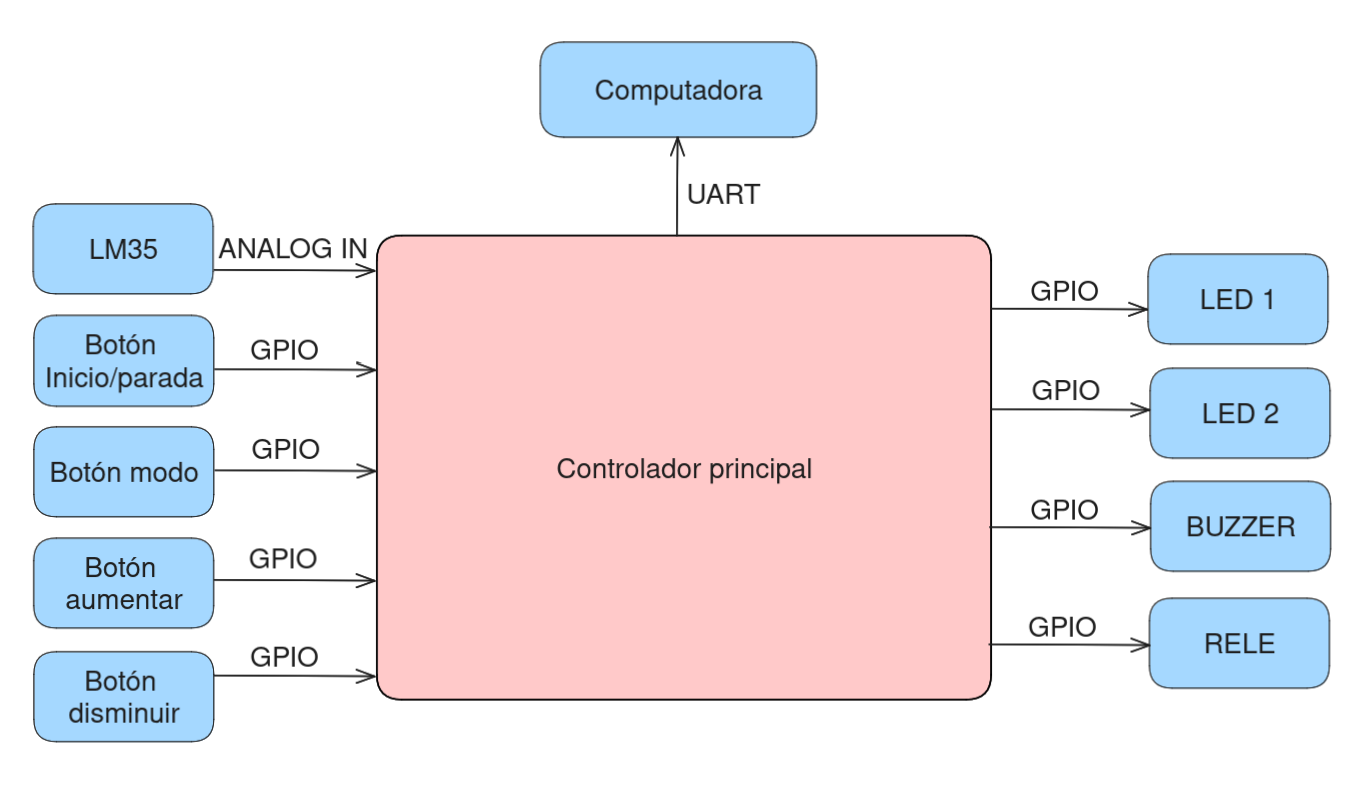 Computadora
UART
LM35
ANALOG IN
Botón
Inicio/parada
GPIO
Botón modo
GPIO
Botón
aumentar
GPIO
Botón
disminuir
GPIO
Controlador principal
GPIO
LED 1
GPIO
LED 2
GPIO
BUZZER
GPIO
RELE